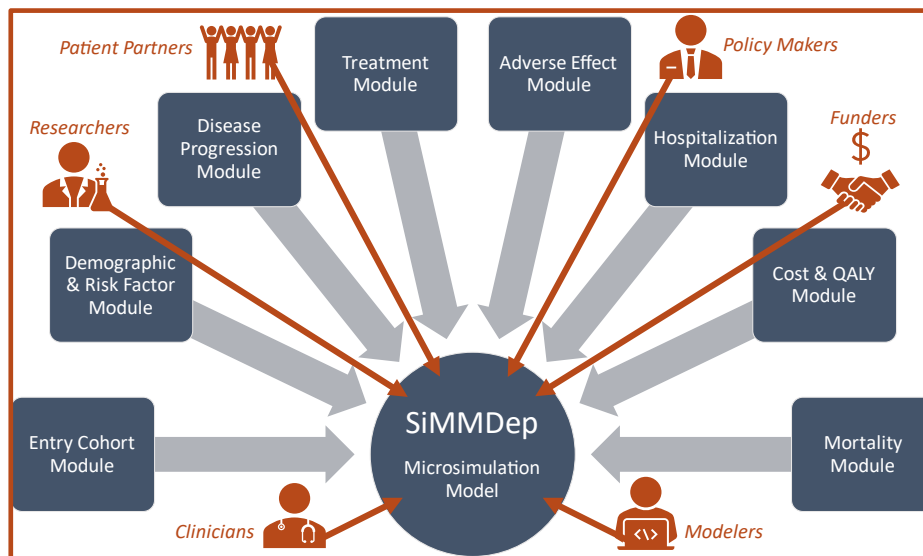 Patient Partners
Treatment
Module
Adverse Effect
Module
Policy Makers
Researchers
Disease
Progression
Module
Hospitalization
Module
Funders
$
Demographic
& Risk Factor
Module
Cost & QALY
Module
Entry Cohort
Module
SiMMDep
Microsimulation
Model
Mortality
Module
Clinicians
<\>
Modelers